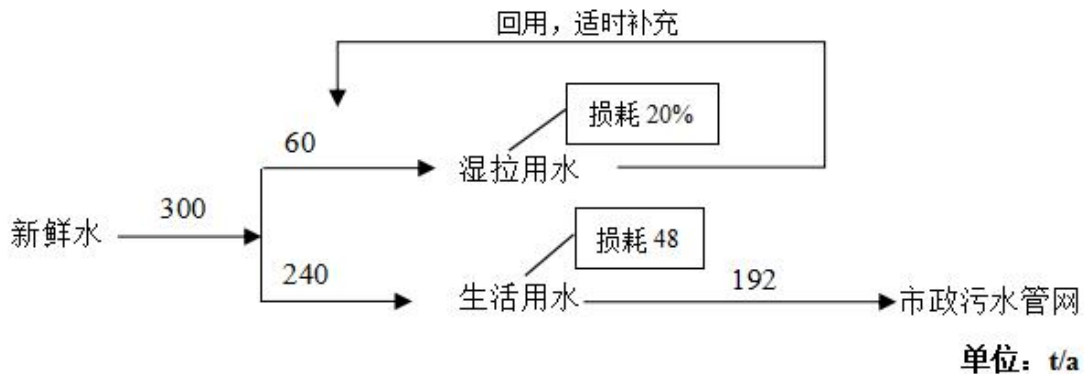 回用，适时补充
损耗 20%
60
湿拉用水
300
新鲜水
损耗 48
240
生活用水
192
市政污水管网
单位：t/a